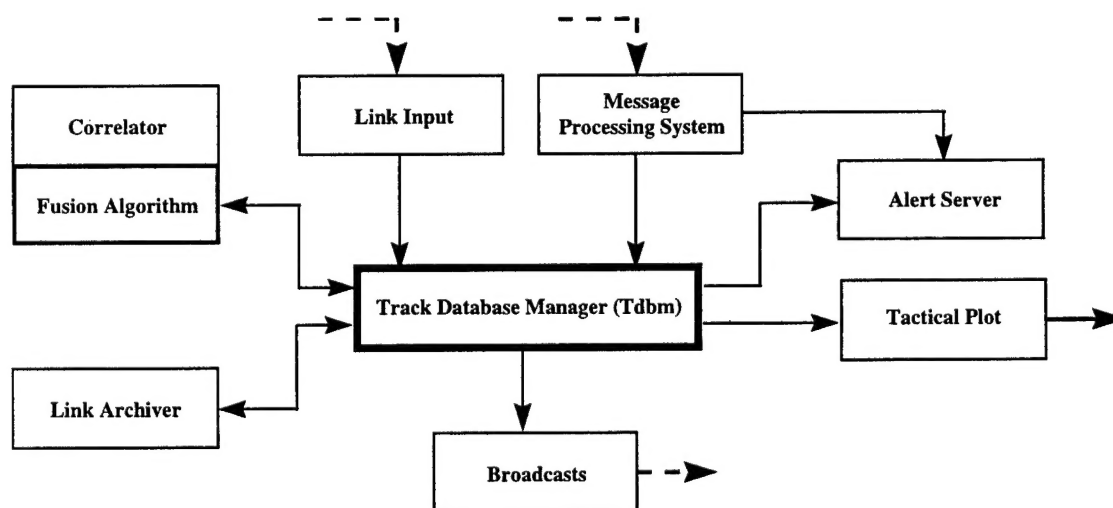 Correlator
Fusion Algorithm
Link Input
Message
Processing System
Alert Server
Track Database Manager (Tdbm)
Tactical Plot
Link Archiver
Broadcasts